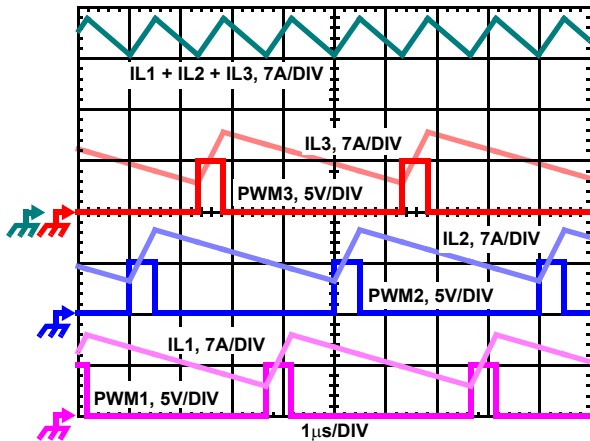 IL1 + IL2 + IL3, 7A/DIV
IL3, 7A/DIV
PWM3, 5V/DIV
IL2, 7A/DIV
PWM2, 5V/DIV
IL1, 7A/DIV
PWM1, 5V/DIV
1μs/DIV